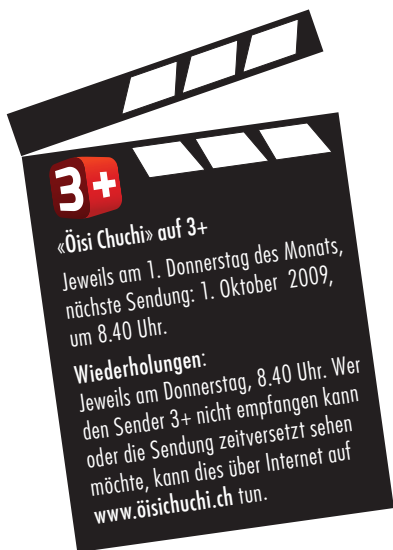 3+
«Öisi Chuchi» auf 3+
Jeweils am 1. Donnerstag des Monats,
nächste Sendung: 1. Oktober 2009,
um 8.40 Uhr.
Wiederholungen:
Jeweils am Donnerstag, 8.40 Uhr. Wer
den Sender 3+ nicht empfangen kann
oder die Sendung zeitversetzt sehen
möchte, kann dies über Internet auf
www.öisichuchi.ch tun.